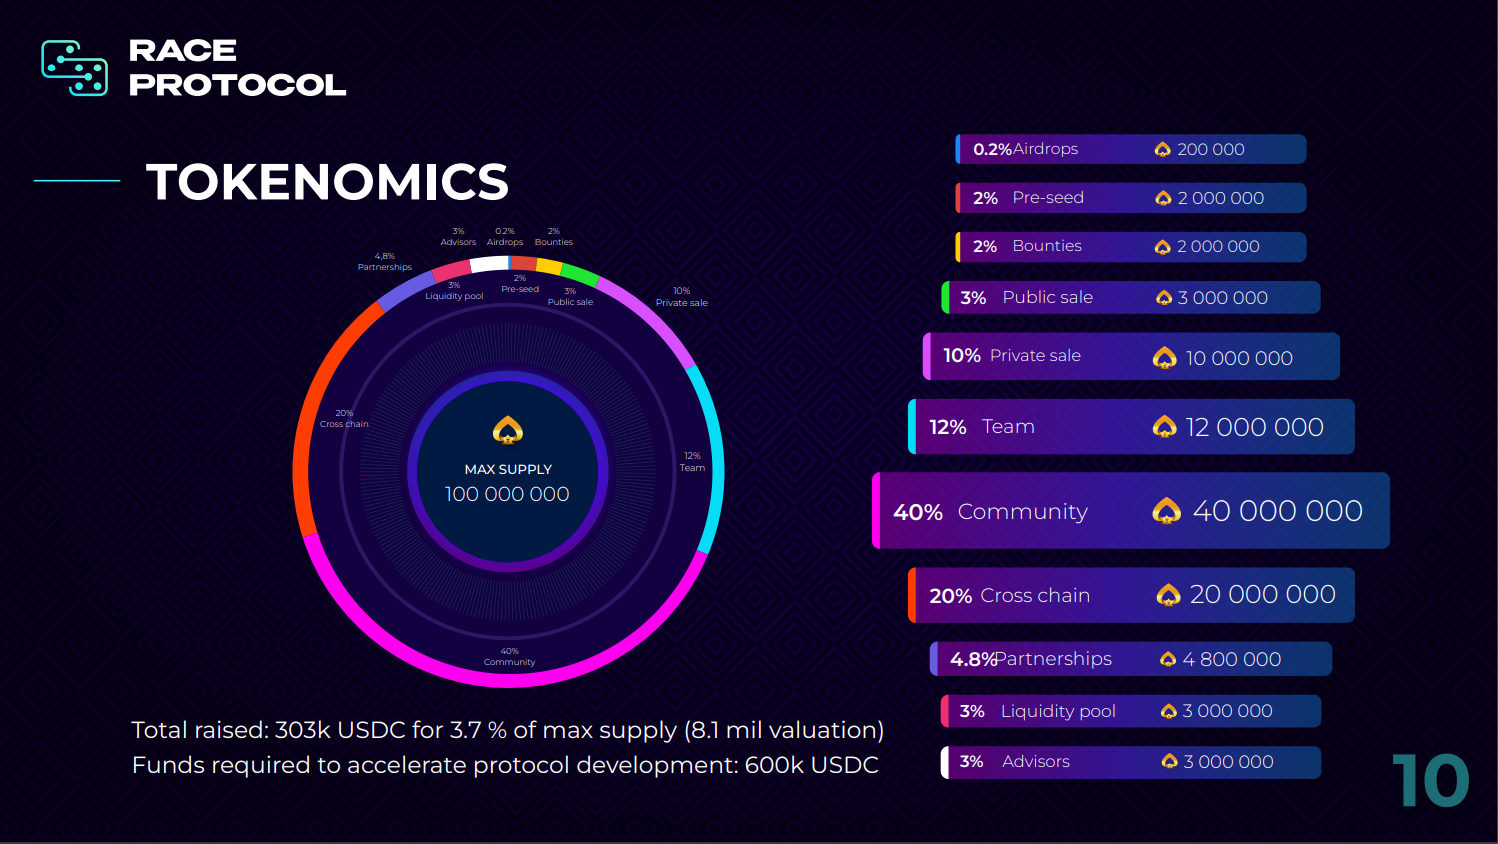 RACE
PROTOCOL
TOKENOMICS
3%
Advisors
0.2%
Airdrops
2%
Bounties
4,8%
Partnerships
3%
Liquidity pool
2%
Pre-seed
3%
Public sale
10%
Private sale
20%
Cross chain
12%
Team
MAX SUPPLY
100 000 000
40%
Community
Total raised: 303k USDC for 3.7 % of max supply (8.1 mil valuation)
Funds required to accelerate protocol development: 600k USDC
0.2% Airdrops 200 000
2% Pre-seed 2 000 000
2% Bounties 2 000 000
3% Public sale 3 000 000
10% Private sale 10 000 000
12% Team 12 000 000
40% Community 40 000 000
20% Cross chain 20 000 000
4.8% Partnerships 4 800 000
3% Liquidity pool 3 000 000
3% Advisors 3 000 000
10